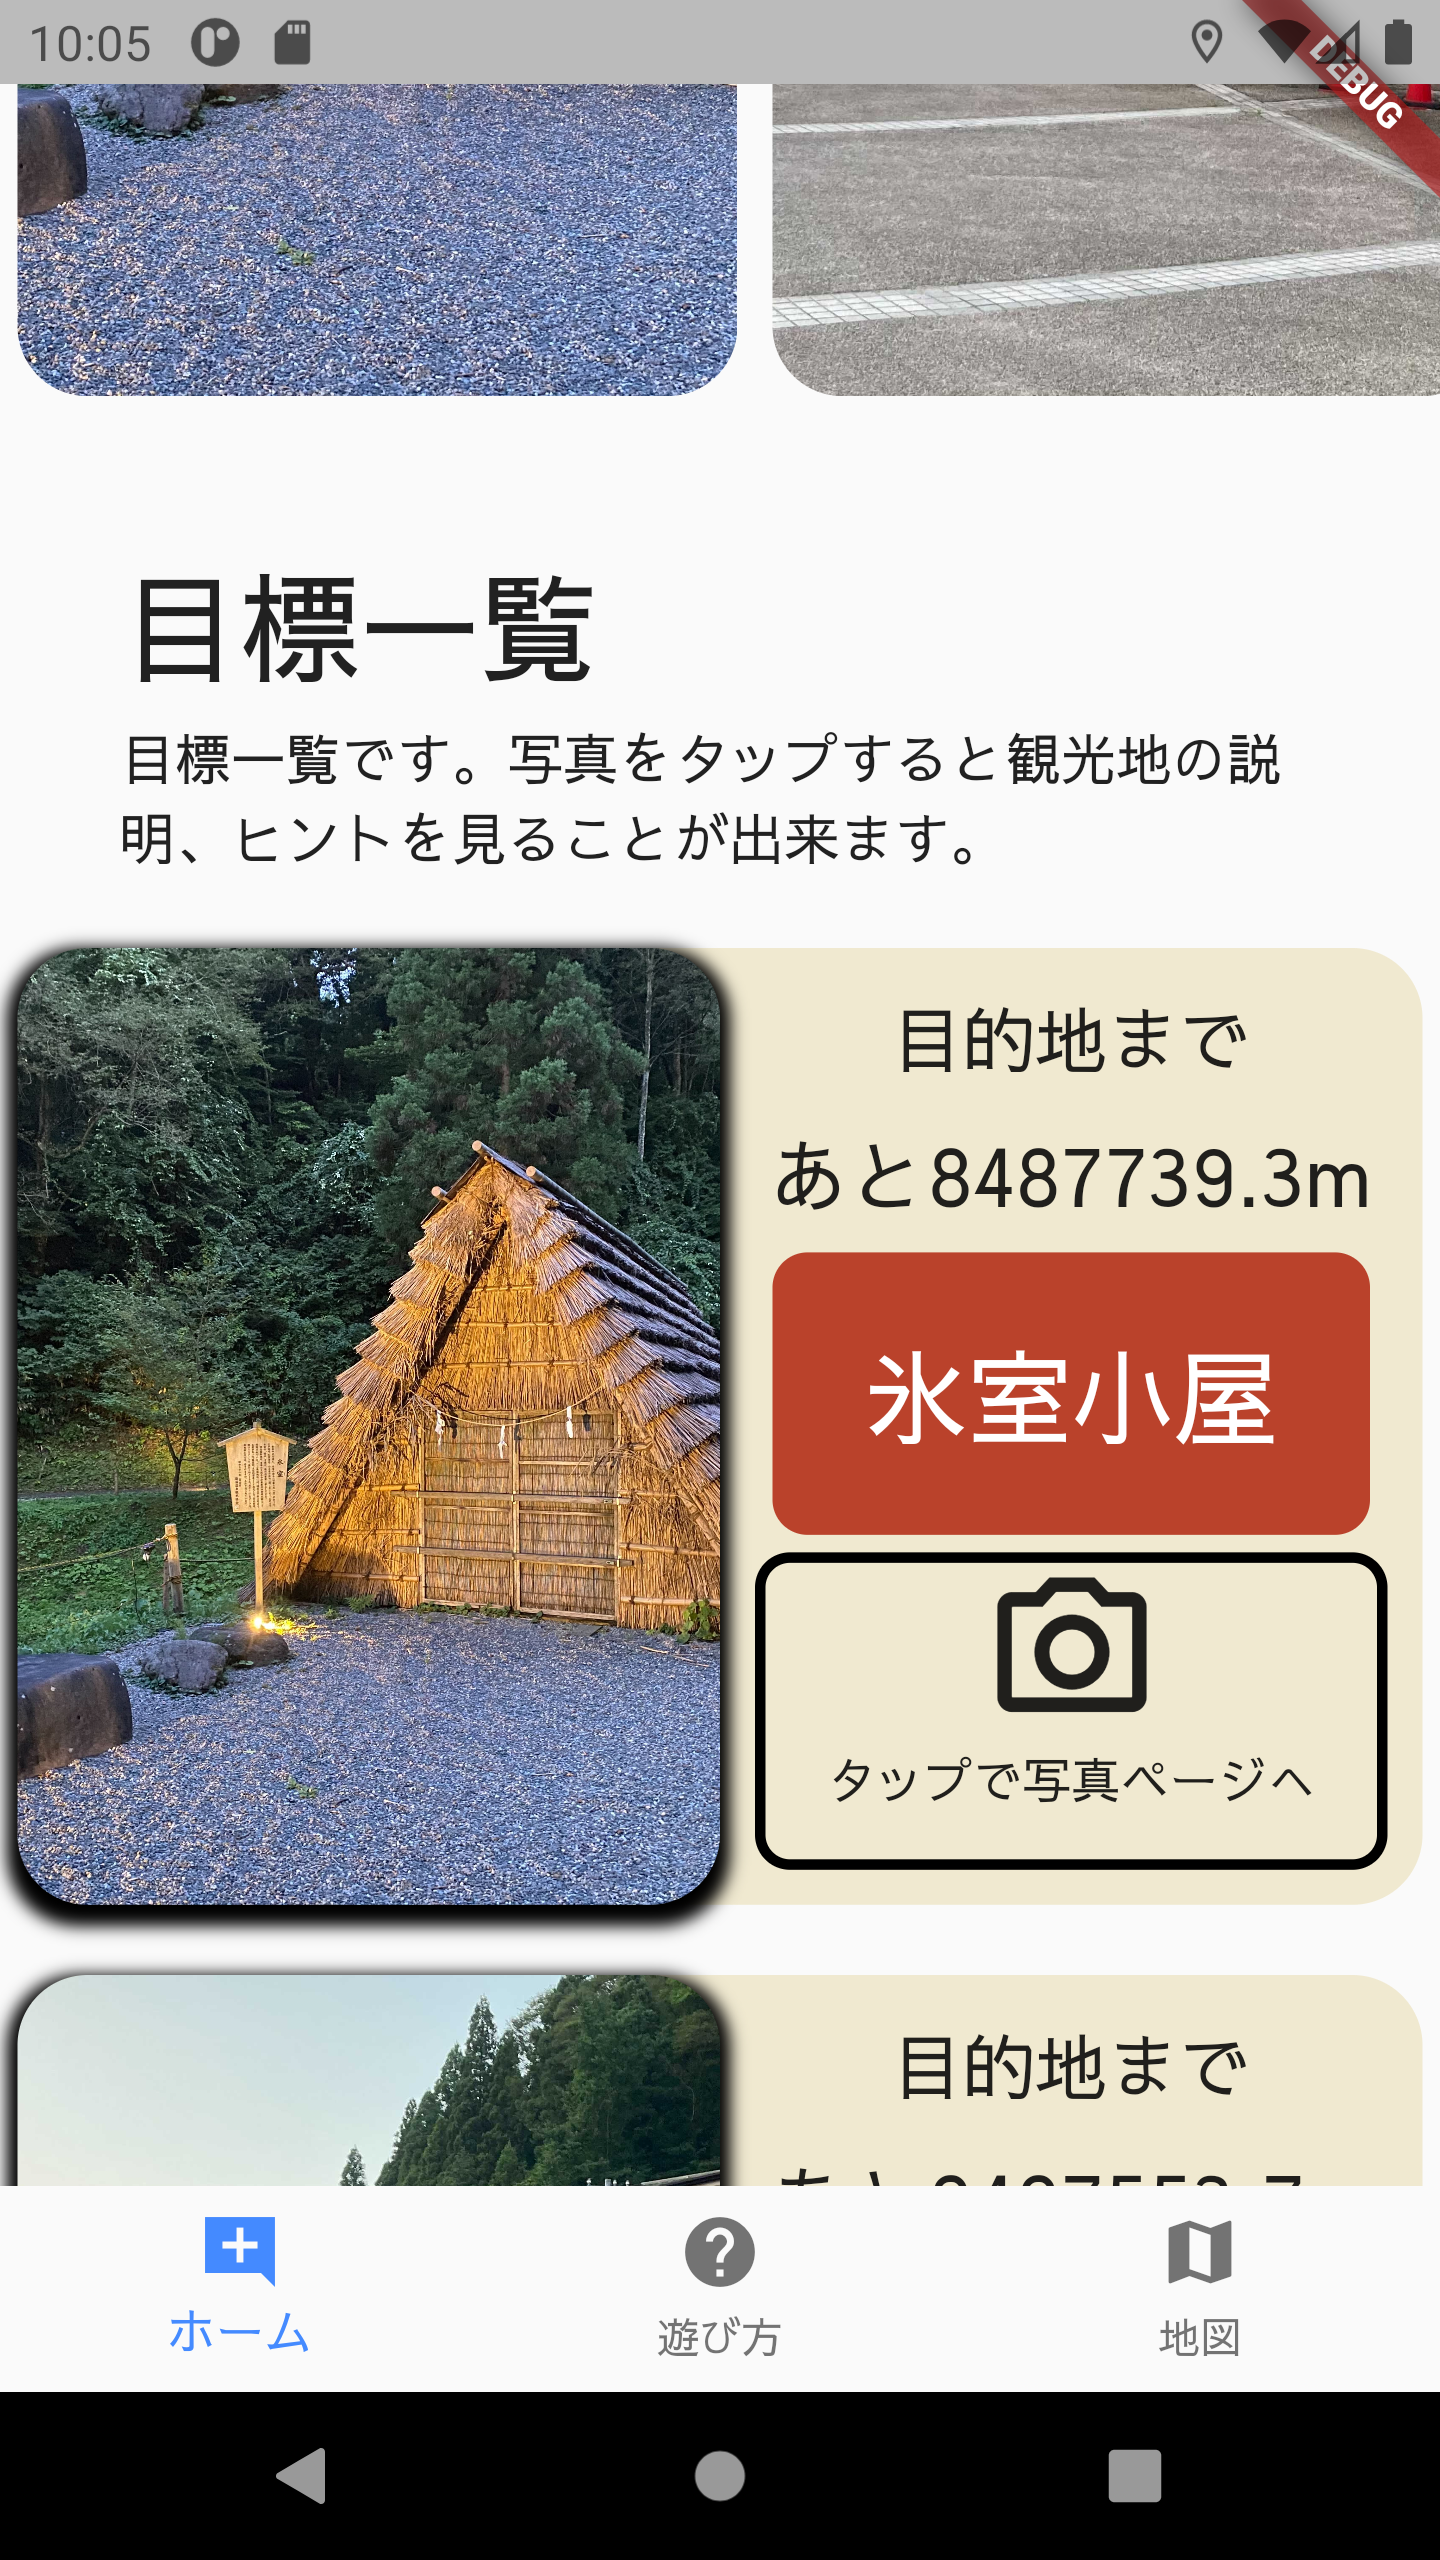 10:05
DEBUG
目標一覧
目標一覧です。写真をタップすると観光地の説
明、ヒントを見ることが出来ます。
目的地まで
あと8487739.3m
氷室小屋
タップで写真ページへ
目的地まで
ホーム
遊び方
地図